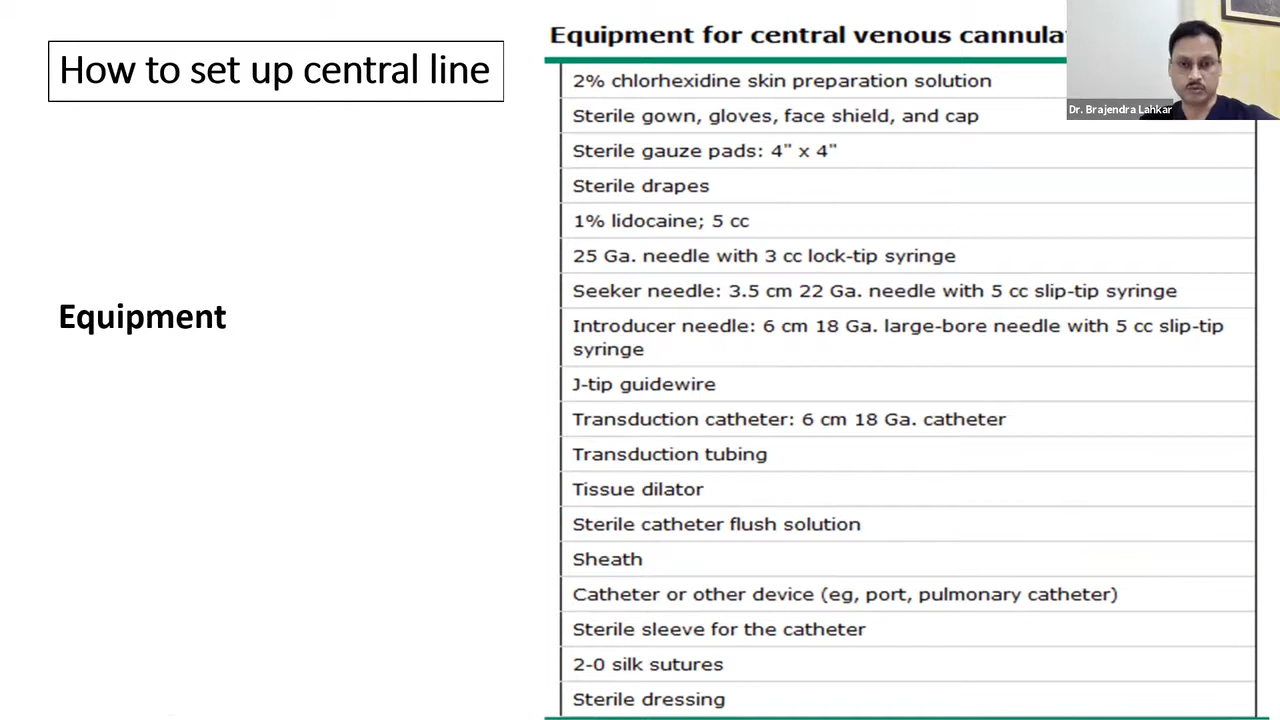 How to set up central line
Equipment
Equipment for central venous
2% chlorhexidine skin preparation solution
Sterile gown, gloves, face shield, and cap
Sterile gauze pads: 4" x 4"
Sterile drapes
1% lidocaine; 5 cc
25 Ga. needle with 3 cc lock-tip syringe
Seeker needle: 3.5 cm 22 Ga. needle with 5 cc slip-tip syringe
Introducer needle: 6 cm 18 Ga. large-bore needle with 5 cc slip-tip
syringe
J-tip guidewire
Transduction catheter: 6 cm 18 Ga. catheter
Transduction tubing
Tissue dilator
Sterile catheter flush solution
Sheath
Catheter or other device (eg, port, pulmonary catheter)
Sterile sleeve for the catheter
2-0 silk sutures
Sterile dressing
Dr. Brajendra Lahkar